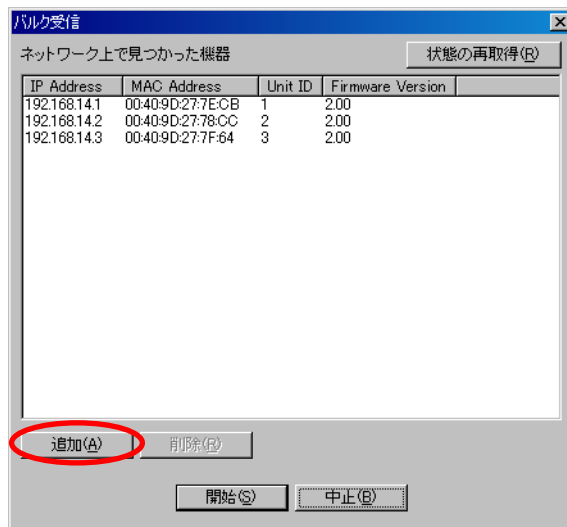 バルク受信
ネットワーク上で見つかった機器 状態の再取得(R)
IP Address MAC Address Unit ID Firmware Version
192.168.14.1 00:40:9D:27:7E:CB 1 2.00
192.168.14.2 00:40:9D:27:78:CC 2 2.00
192.168.14.3 00:40:9D:27:7F:64 3 2.00
追加(A) 削除(R)
開始(S) 中止(B)